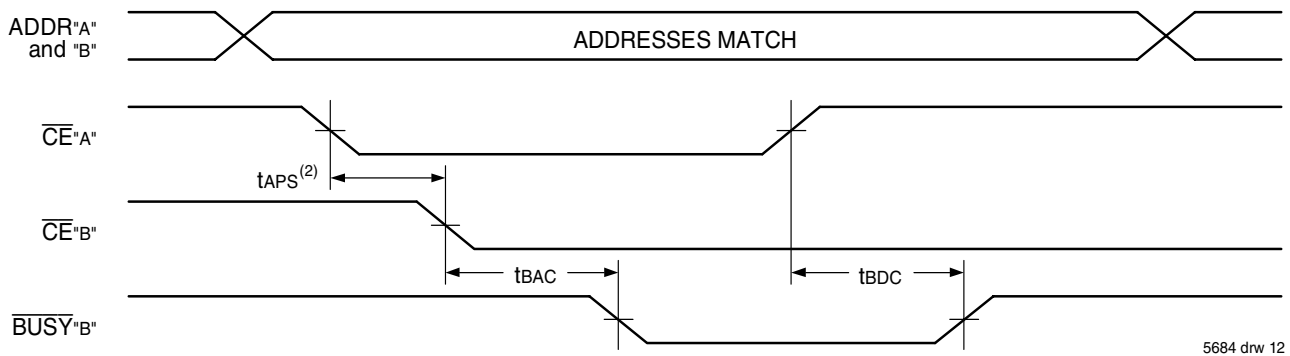 ADDR"A"
and "B"
ADDRESSES MATCH
CE"A"
tAPS(2)
CE"B"
tBAC
tBDC
BUSY"B"
5684 drw 12